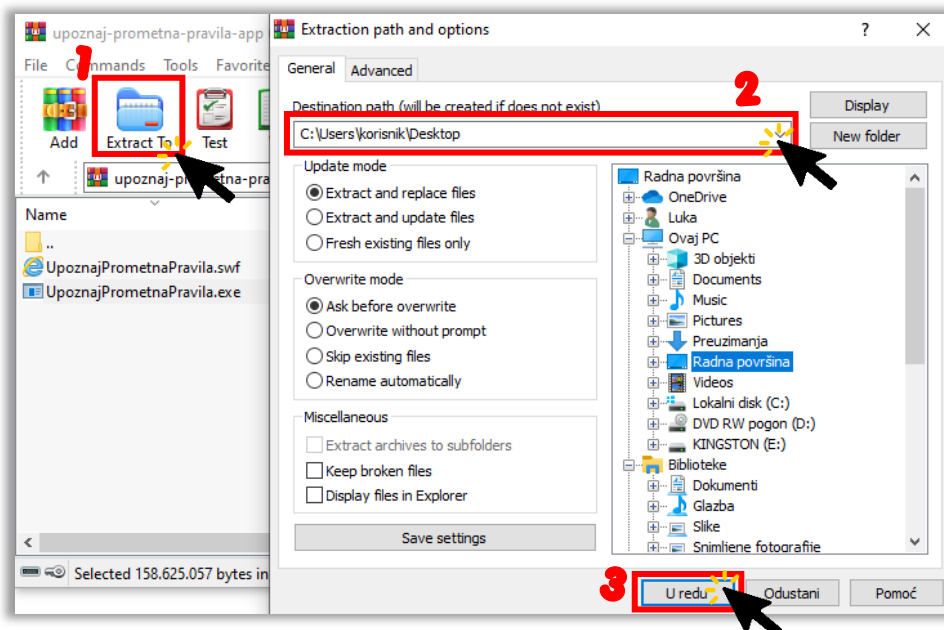 upoznaj-prometna-pravila-app
File Commands Tools Favorite
1
Add Extract To Test
upoznaj-prometna-pra
Name
..
UpoznajPrometnaPravila.swf
UpoznajPrometnaPravila.exe
Selected 158.625.057 bytes in
Extraction path and options
General Advanced
Destination path (will be created if does not exist)
2
C:\Users\korisnik\Desktop
Display
New folder
Update mode
Extract and replace files
Extract and update files
Fresh existing files only
Overwrite mode
Ask before overwrite
Overwrite without prompt
Skip existing files
Rename automatically
Miscellaneous
Extract archives to subfolders
Keep broken files
Display files in Explorer
Save settings
Radna površina
OneDrive
Luka
Ovaj PC
3D objekti
Documents
Music
Pictures
Preuzimanja
Radna površina
Videos
Lokalni disk (C:)
DVD RW pogon (D:)
KINGSTON (E:)
Biblioteke
Dokumenti
Glazba
Slike
Snimljene fotografije
3
U redu Odustani Pomoć